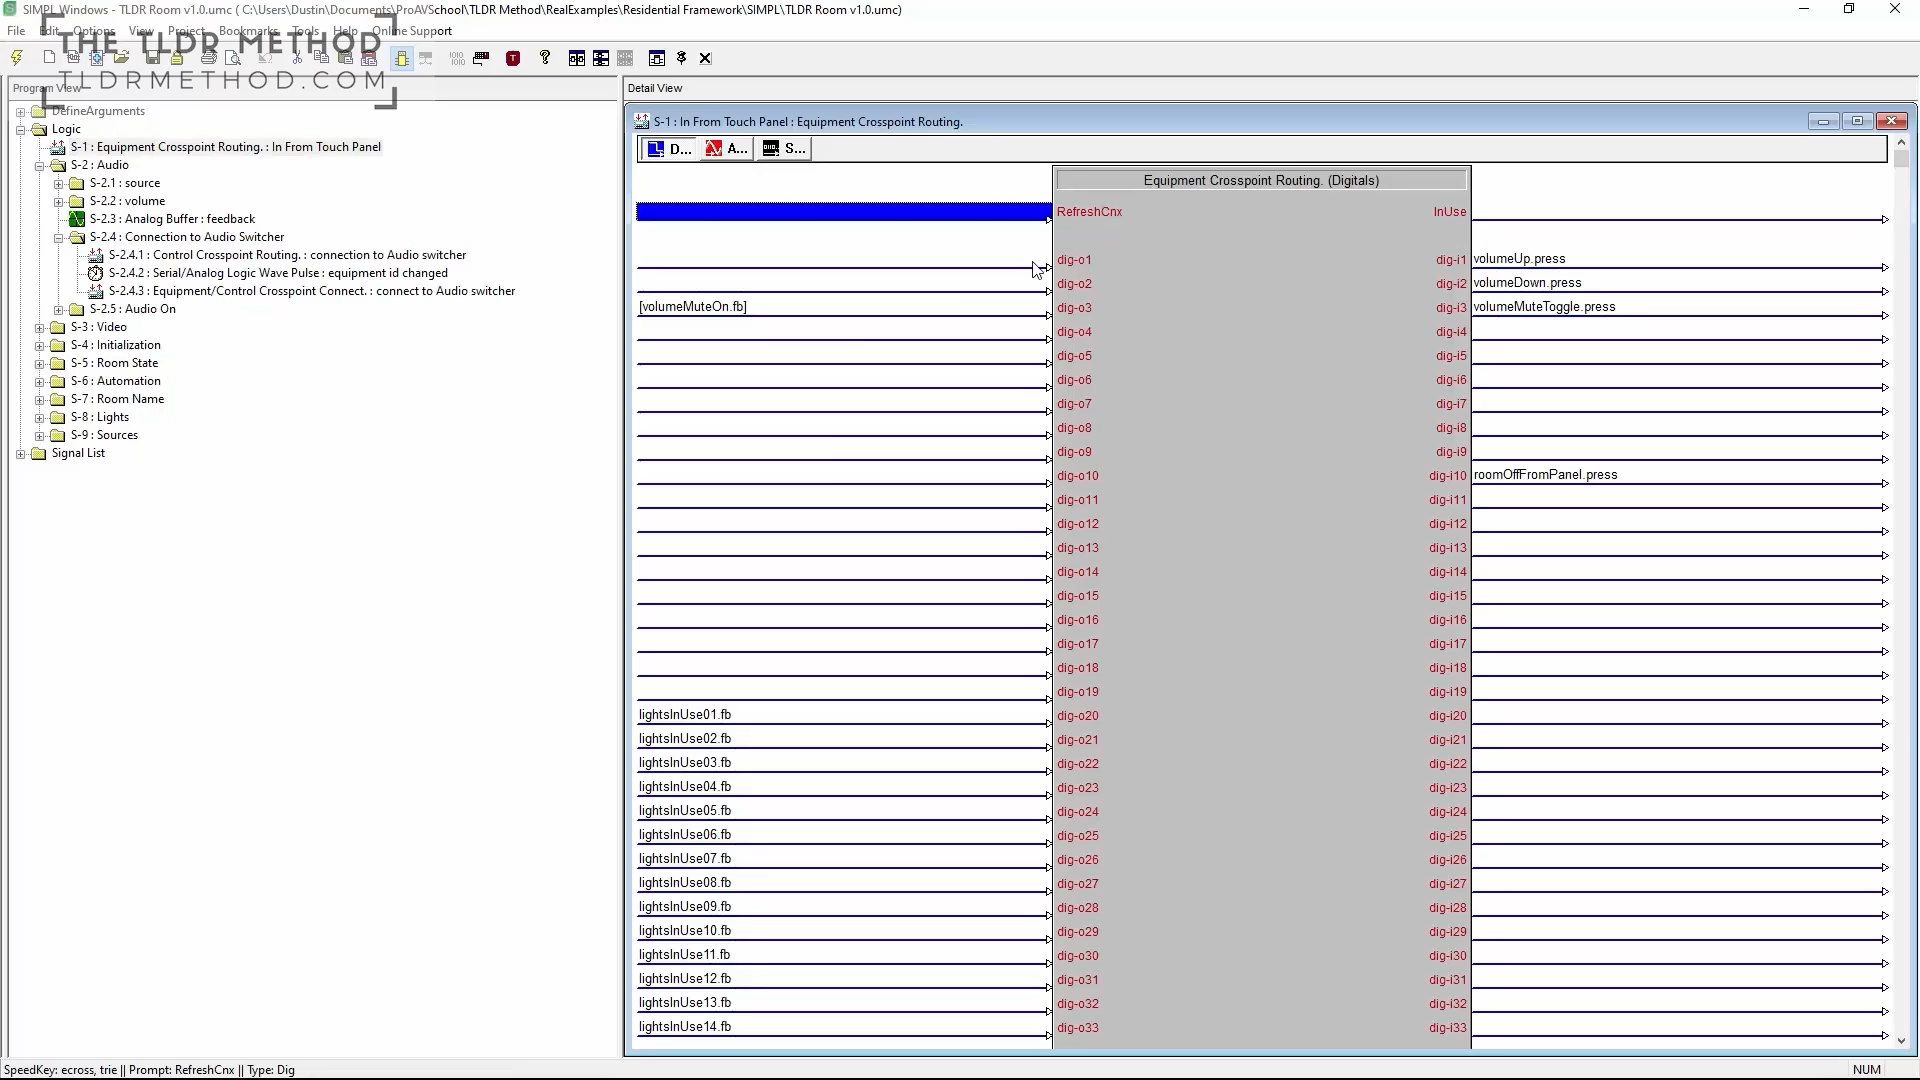 SIMPL Windows - TLDR Room v1.0.umc ( C:\Users\Dustin\Documents\ProAVSchool\TLDR Method\RealExamples\Residential Framework\SIMPL\TLDR Room v1.0.umc)
File Edit Options View Project Bookmarks Tools Help Online Support
THE TLDR METHOD
TLDRMETHOD.COM
Program View
Detail View
DefineArguments
Logic
S-1 : Equipment Crosspoint Routing. : In From Touch Panel
S-2 : Audio
S-2.1 : source
S-2.2 : volume
S-2.3 : Analog Buffer : feedback
S-2.4 : Connection to Audio Switcher
S-2.4.1 : Control Crosspoint Routing. : connection to Audio switcher
S-2.4.2 : Serial/Analog Logic Wave Pulse : equipment id changed
S-2.4.3 : Equipment/Control Crosspoint Connect. : connect to Audio switcher
S-2.5 : Audio On
S-3 : Video
S-4 : Initialization
S-5 : Room State
S-6 : Automation
S-7 : Room Name
S-8 : Lights
S-9 : Sources
Signal List
S-1 : In From Touch Panel : Equipment Crosspoint Routing.
D... A... S...
Equipment Crosspoint Routing. (Digitals)
RefreshCnx InUse
dig-o1 dig-i1 volumeUp.press
dig-o2 dig-i2 volumeDown.press
[volumeMuteOn.fb] dig-o3 dig-i3 volumeMuteToggle.press
dig-o4 dig-i4
dig-o5 dig-i5
dig-o6 dig-i6
dig-o7 dig-i7
dig-o8 dig-i8
dig-o9 dig-i9
dig-o10 dig-i10 roomOffFromPanel.press
dig-o11 dig-i11
dig-o12 dig-i12
dig-o13 dig-i13
dig-o14 dig-i14
dig-o15 dig-i15
dig-o16 dig-i16
dig-o17 dig-i17
dig-o18 dig-i18
dig-o19 dig-i19
lightsInUse01.fb dig-o20 dig-i20
lightsInUse02.fb dig-o21 dig-i21
lightsInUse03.fb dig-o22 dig-i22
lightsInUse04.fb dig-o23 dig-i23
lightsInUse05.fb dig-o24 dig-i24
lightsInUse06.fb dig-o25 dig-i25
lightsInUse07.fb dig-o26 dig-i26
lightsInUse08.fb dig-o27 dig-i27
lightsInUse09.fb dig-o28 dig-i28
lightsInUse10.fb dig-o29 dig-i29
lightsInUse11.fb dig-o30 dig-i30
lightsInUse12.fb dig-o31 dig-i31
lightsInUse13.fb dig-o32 dig-i32
lightsInUse14.fb dig-o33 dig-i33
SpeedKey: ecross, trie || Prompt: RefreshCnx || Type: Dig
NUM